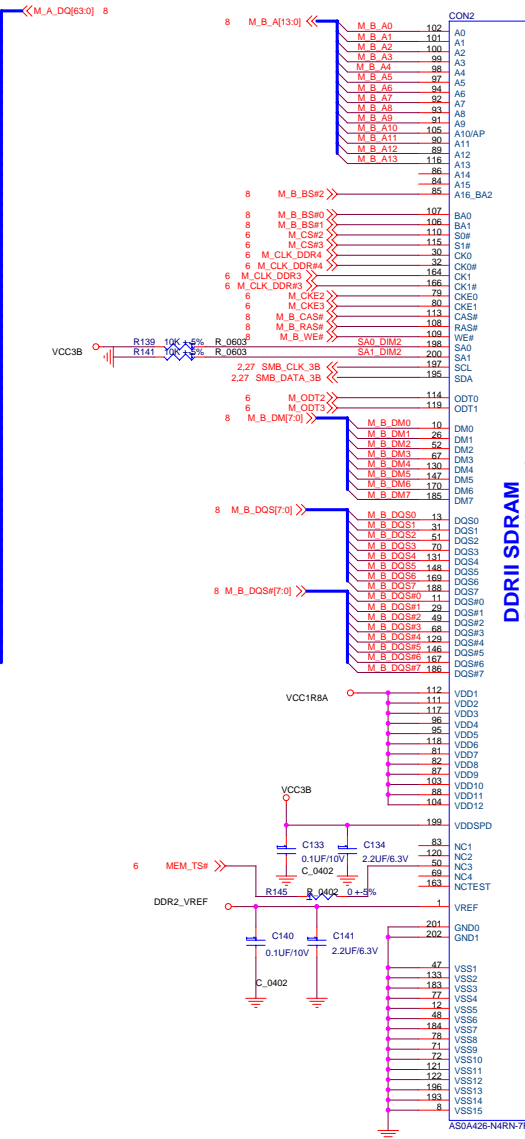 M_A_DQ[63:0] 8
CON2
8 M_B_A[13:0]
M_B_A0 102 A0
M_B_A1 101 A1
M_B_A2 100 A2
M_B_A3 99 A3
M_B_A4 98 A4
M_B_A5 97 A5
M_B_A6 94 A6
M_B_A7 92 A7
M_B_A8 93 A8
M_B_A9 91 A9
M_B_A10 105 A10/AP
M_B_A11 90 A11
M_B_A12 89 A12
M_B_A13 116 A13
86 A14
84 A15
8 M_B_BS#2 85 A16_BA2
8 M_B_BS#0 107 BA0
8 M_B_BS#1 106 BA1
6 M_CS#2 110 S0#
6 M_CS#3 115 S1#
6 M_CLK_DDR4 30 CK0
6 M_CLK_DDR#4 32 CK0#
6 M_CLK_DDR3 164 CK1
6 M_CLK_DDR#3 166 CK1#
6 M_CKE2 79 CKE0
6 M_CKE3 80 CKE1
8 M_B_CAS# 113 CAS#
8 M_B_RAS# 108 RAS#
8 M_B_WE# 109 WE#
VCC3B R139 10K +-5% R_0603 SA0_DIM2 198 SA0
R141 10K +-5% R_0603 SA1_DIM2 200 SA1
2,27 SMB_CLK_3B 197 SCL
2,27 SMB_DATA_3B 195 SDA
6 M_ODT2 114 ODT0
6 M_ODT3 119 ODT1
8 M_B_DM[7:0]
M_B_DM0 10 DM0
M_B_DM1 26 DM1
M_B_DM2 52 DM2
M_B_DM3 67 DM3
M_B_DM4 130 DM4
M_B_DM5 147 DM5
M_B_DM6 170 DM6
M_B_DM7 185 DM7
8 M_B_DQS[7:0]
M_B_DQS0 13 DQS0
M_B_DQS1 31 DQS1
M_B_DQS2 51 DQS2
M_B_DQS3 70 DQS3
M_B_DQS4 131 DQS4
M_B_DQS5 148 DQS5
M_B_DQS6 169 DQS6
M_B_DQS7 188 DQS7
8 M_B_DQS#[7:0]
M_B_DQS#0 11 DQS#0
M_B_DQS#1 29 DQS#1
M_B_DQS#2 49 DQS#2
M_B_DQS#3 68 DQS#3
M_B_DQS#4 129 DQS#4
M_B_DQS#5 146 DQS#5
M_B_DQS#6 167 DQS#6
M_B_DQS#7 186 DQS#7
DDRII SDRAM
VCC1R8A 112 VDD1
111 VDD2
117 VDD3
96 VDD4
95 VDD5
118 VDD6
81 VDD7
82 VDD8
87 VDD9
103 VDD10
88 VDD11
104 VDD12
VCC3B
199 VDDSPD
C133 C134
0.1UF/10V 2.2UF/6.3V
C_0402
83 NC1
120 NC2
50 NC3
69 NC4
163 NCTEST
6 MEM_TS#
R145 R_0402 0 +-5%
DDR2_VREF 1 VREF
201 GND0
202 GND1
C140 C141
0.1UF/10V 2.2UF/6.3V
C_0402
47 VSS1
133 VSS2
183 VSS3
77 VSS4
12 VSS5
48 VSS6
184 VSS7
78 VSS8
71 VSS9
72 VSS10
121 VSS11
122 VSS12
196 VSS13
193 VSS14
8 VSS15